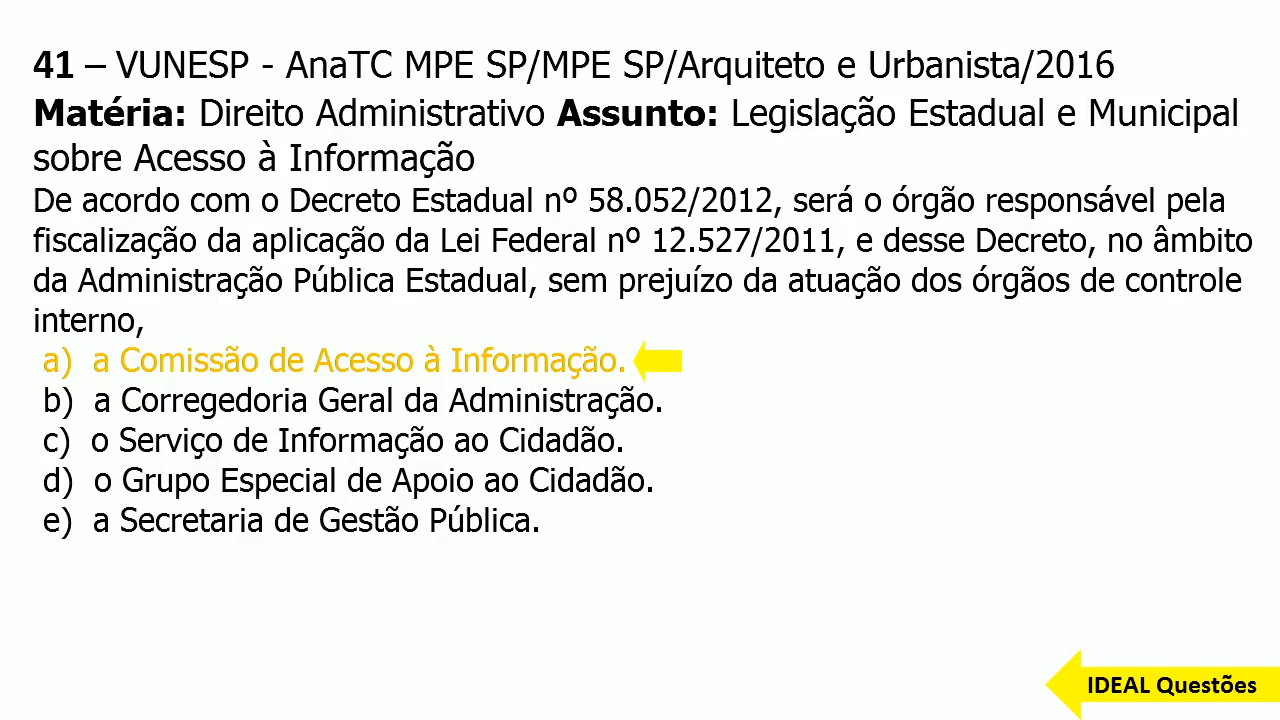 41 – VUNESP - AnaTC MPE SP/MPE SP/Arquiteto e Urbanista/2016
Matéria: Direito Administrativo Assunto: Legislação Estadual e Municipal
sobre Acesso à Informação
De acordo com o Decreto Estadual nº 58.052/2012, será o órgão responsável pela
fiscalização da aplicação da Lei Federal nº 12.527/2011, e desse Decreto, no âmbito
da Administração Pública Estadual, sem prejuízo da atuação dos órgãos de controle
interno,
a) a Comissão de Acesso à Informação.
b) a Corregedoria Geral da Administração.
c) o Serviço de Informação ao Cidadão.
d) o Grupo Especial de Apoio ao Cidadão.
e) a Secretaria de Gestão Pública.
IDEAL Questões